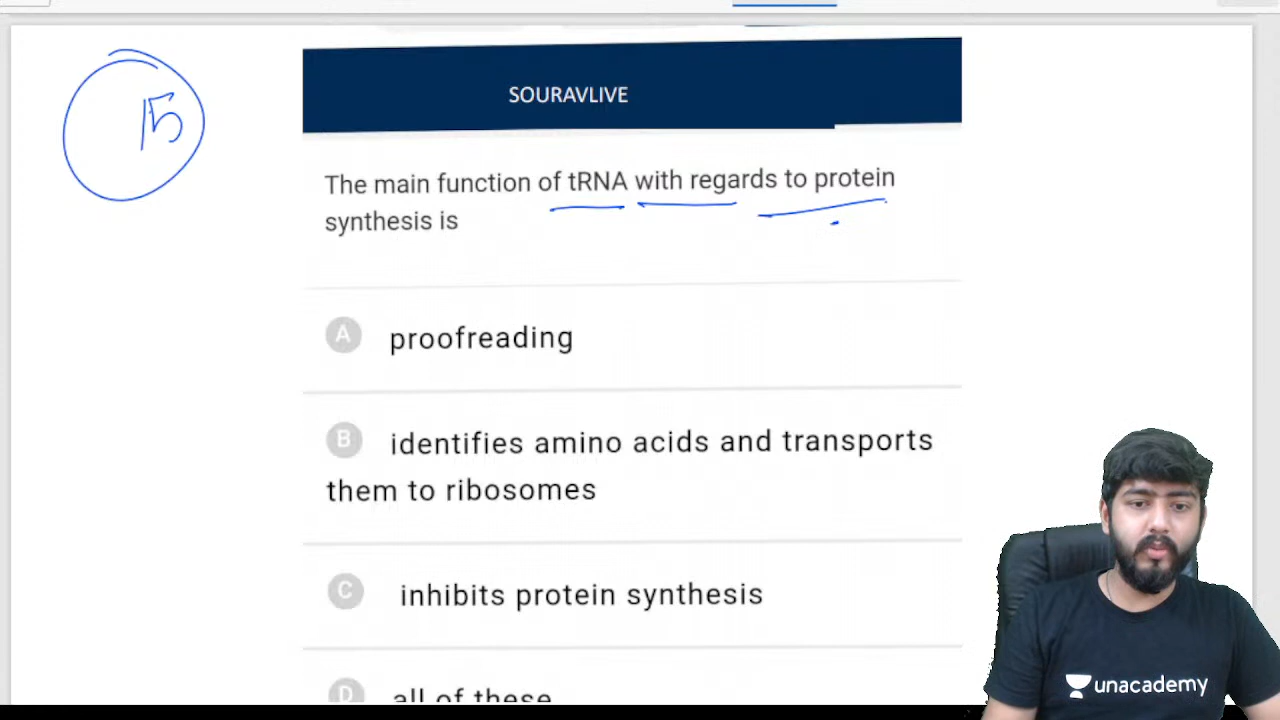 15
SOURAVLIVE
The main function of tRNA with regards to protein
synthesis is
A proofreading
B identifies amino acids and transports
them to ribosomes
C inhibits protein synthesis
D all of these
unacademy